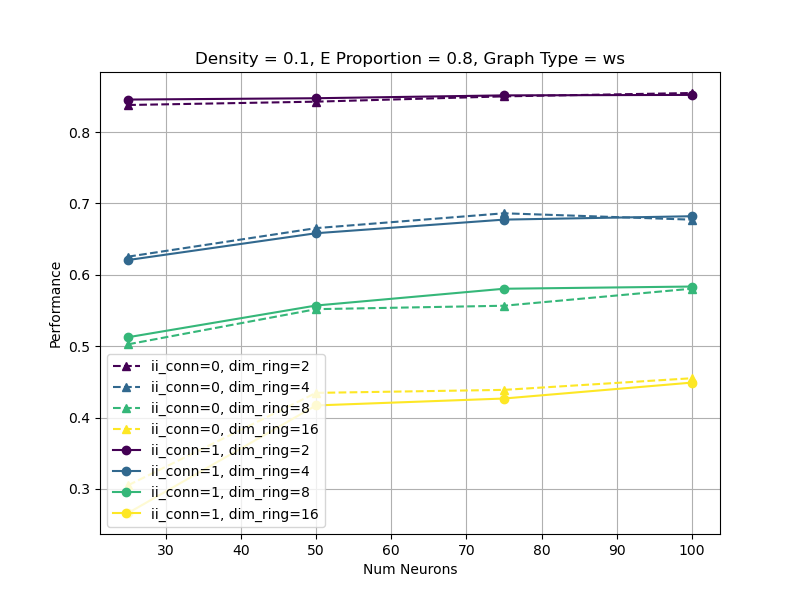 Density = 0.1, E Proportion = 0.8, Graph Type = ws
Performance
0.8
0.7
0.6
0.5
0.4
0.3
ii_conn=0, dim_ring=2
ii_conn=0, dim_ring=4
ii_conn=0, dim_ring=8
ii_conn=0, dim_ring=16
ii_conn=1, dim_ring=2
ii_conn=1, dim_ring=4
ii_conn=1, dim_ring=8
ii_conn=1, dim_ring=16
30 40 50 60 70 80 90 100
Num Neurons